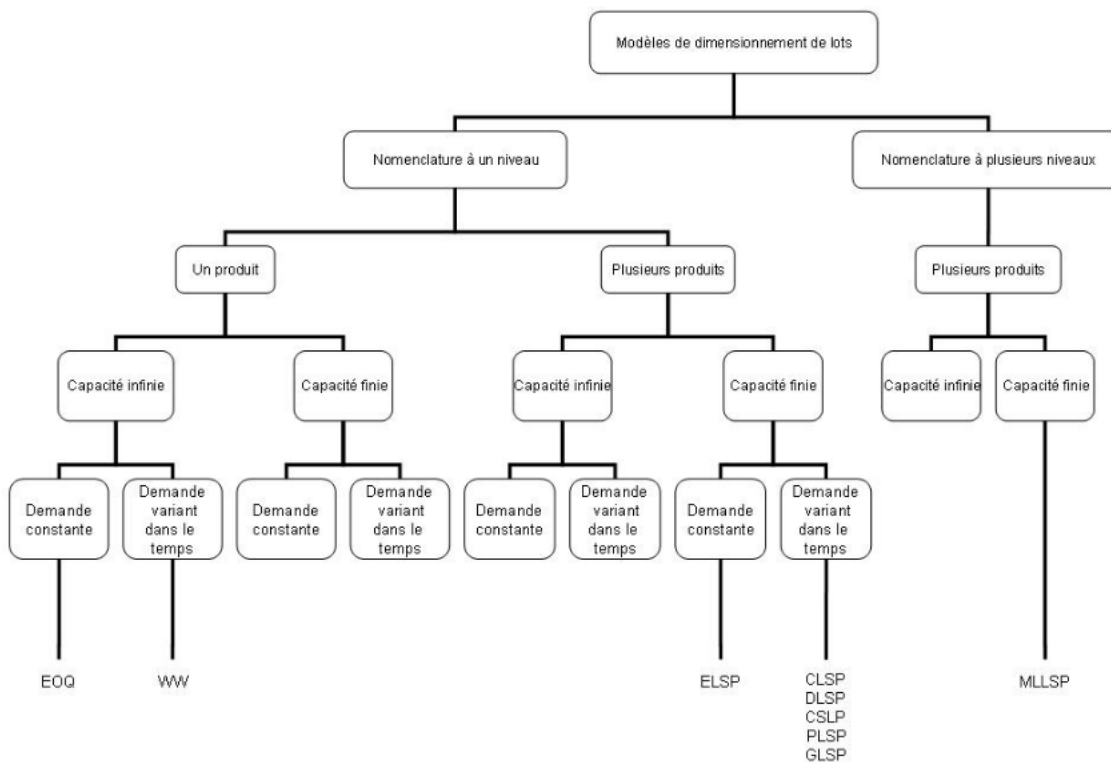 Modèles de dimensionnement de lots
Nomenclature à un niveau
Nomenclature à plusieurs niveaux
Un produit
Plusieurs produits
Plusieurs produits
Capacité infinie
Capacité finie
Capacité infinie
Capacité finie
Capacité infinie
Capacité finie
Demande
constante
Demande
variant
dans le
temps
Demande
constante
Demande
variant
dans le
temps
Demande
constante
Demande
variant
dans le
temps
Demande
constante
Demande
variant
dans le
temps
EOQ
WW
ELSP
CLSP
DLSP
CSLP
PLSP
GLSP
MLLSP